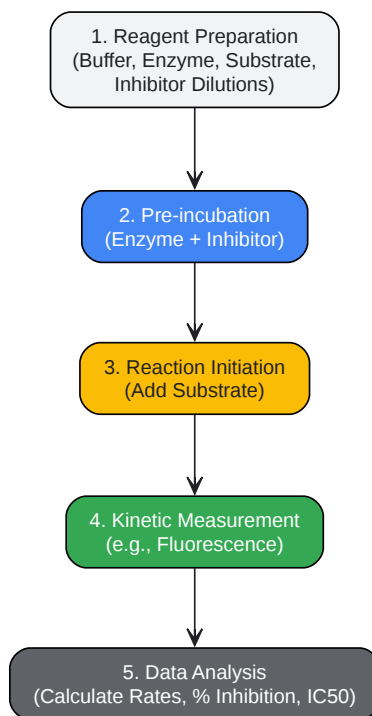 1. Reagent Preparation
(Buffer, Enzyme, Substrate,
Inhibitor Dilutions)
2. Pre-incubation
(Enzyme + Inhibitor)
3. Reaction Initiation
(Add Substrate)
4. Kinetic Measurement
(e.g., Fluorescence)
5. Data Analysis
(Calculate Rates, % Inhibition, IC50)